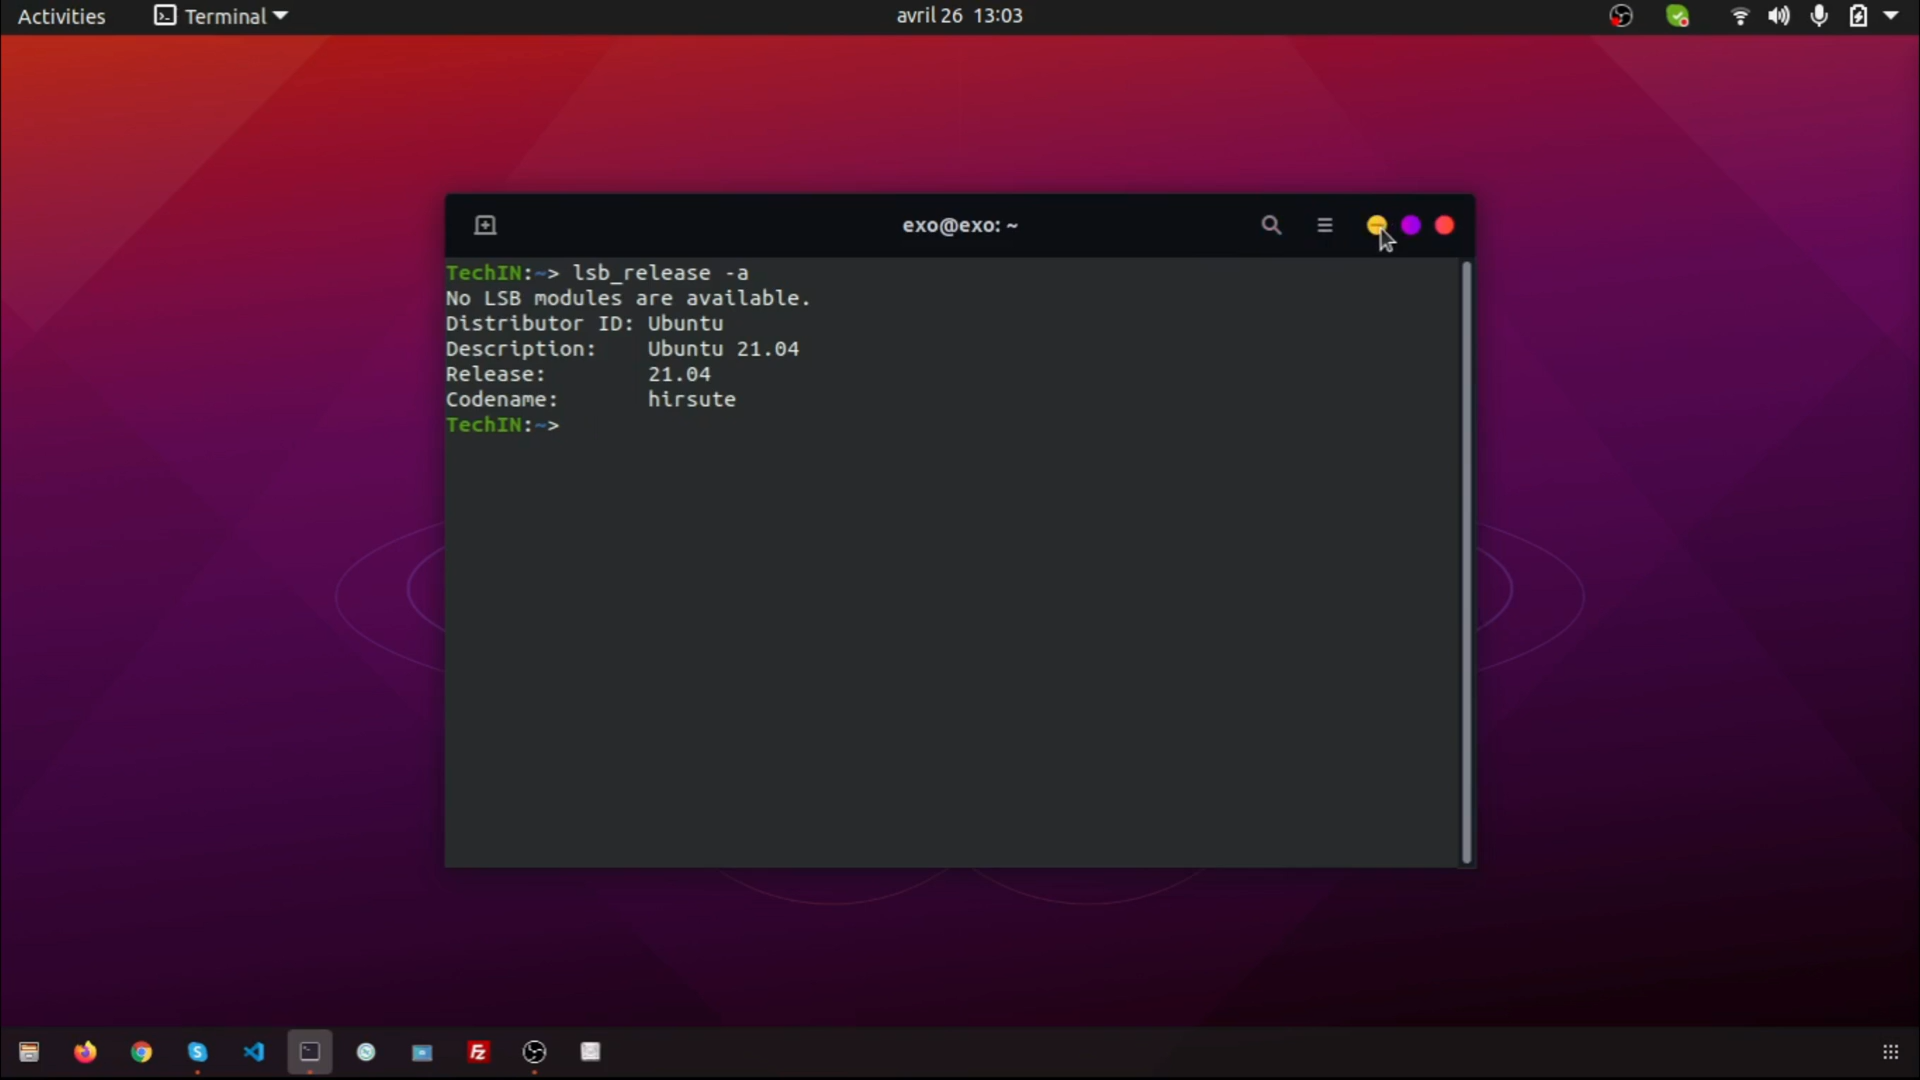 Activities
Terminal
avril 26 13:03
exo@exo: ~
TechIN:~> lsb_release -a
No LSB modules are available.
Distributor ID: Ubuntu
Description:    Ubuntu 21.04
Release:        21.04
Codename:       hirsute
TechIN:~>
Fz